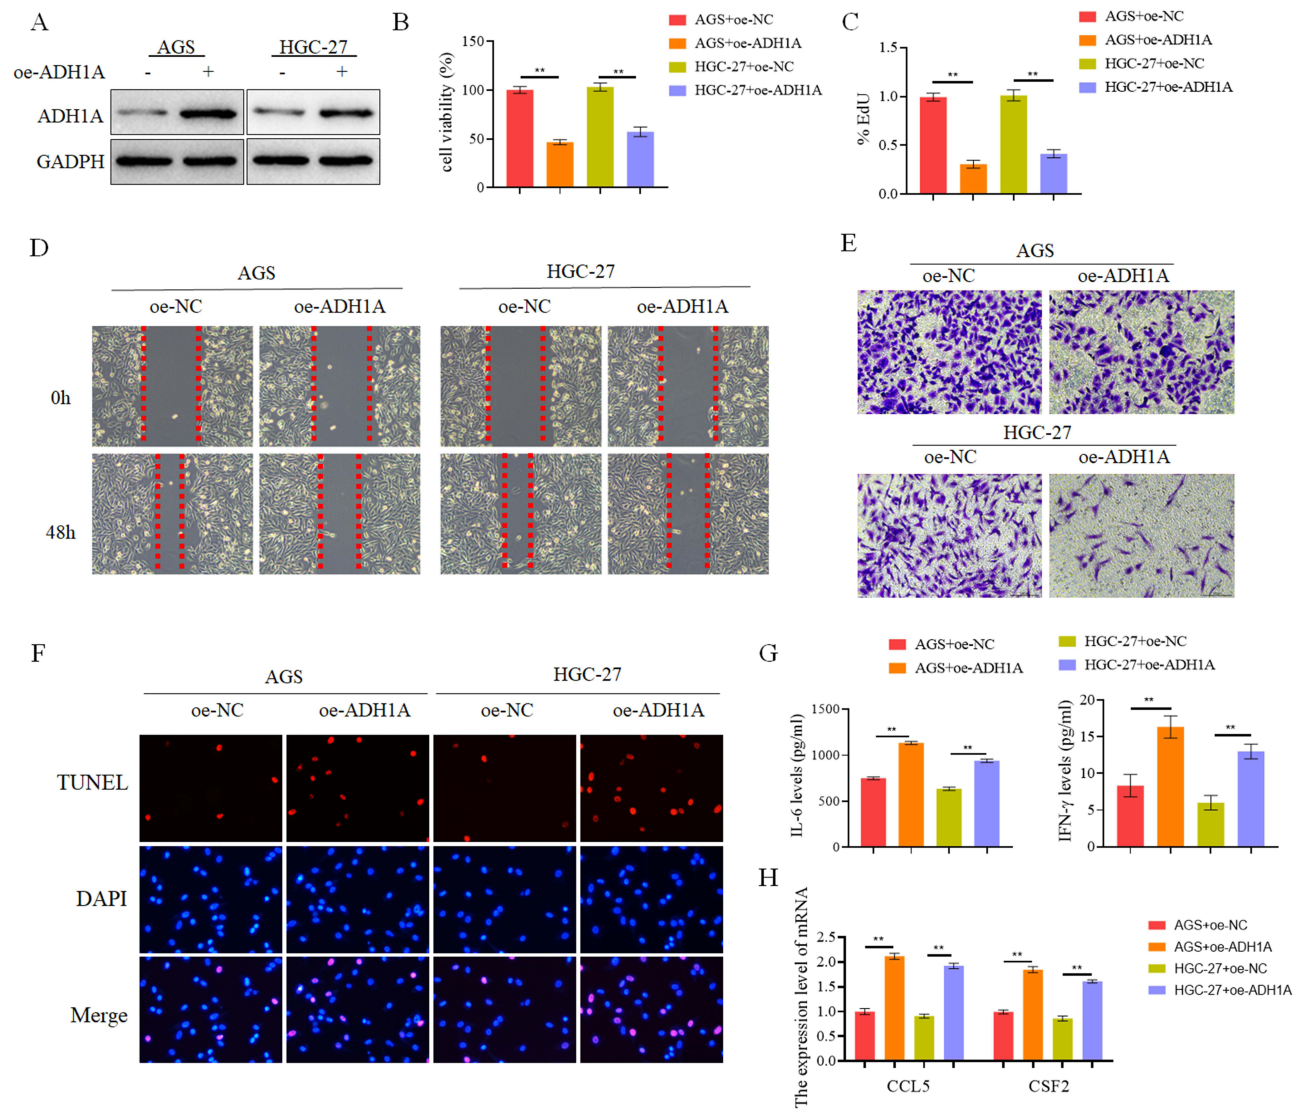 A
AGS HGC-27
oe-ADH1A - + - +
ADH1A
GADPH
B
AGS+oe-NC
AGS+oe-ADH1A
HGC-27+oe-NC
HGC-27+oe-ADH1A
cell viability (%)
150
100
50
0
** **
C
AGS+oe-NC
AGS+oe-ADH1A
HGC-27+oe-NC
HGC-27+oe-ADH1A
% EdU
1.5
1.0
0.5
0.0
** **
D
AGS HGC-27
oe-NC oe-ADH1A oe-NC oe-ADH1A
0h
48h
E
AGS
oe-NC oe-ADH1A
HGC-27
oe-NC oe-ADH1A
F
AGS HGC-27
oe-NC oe-ADH1A oe-NC oe-ADH1A
TUNEL
DAPI
Merge
G
AGS+oe-NC
AGS+oe-ADH1A
HGC-27+oe-NC
HGC-27+oe-ADH1A
IL-6 levels (pg/ml)
1500
1000
500
0
** **
IFN-γ levels (pg/ml)
20
15
10
5
0
** **
H
The expression level of mRNA
2.5
2.0
1.5
1.0
0.5
0.0
** ** ** **
CCL5 CSF2
AGS+oe-NC
AGS+oe-ADH1A
HGC-27+oe-NC
HGC-27+oe-ADH1A